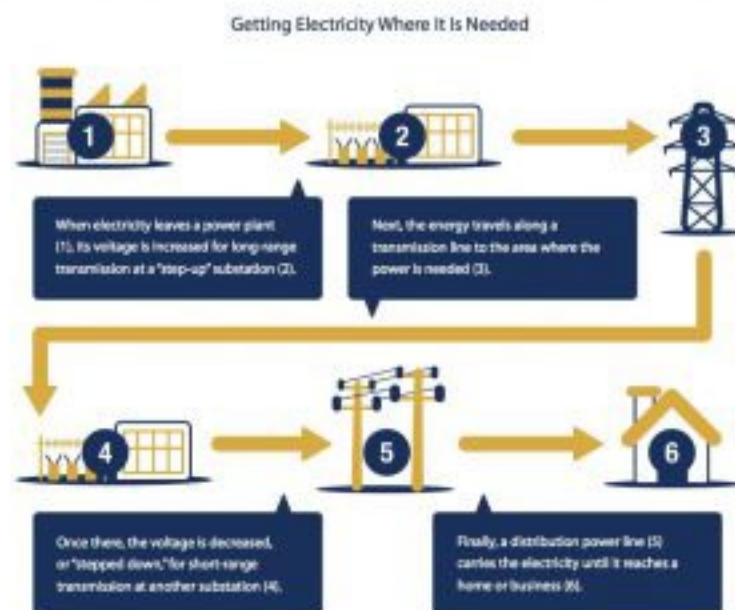 Getting Electricity Where It Is Needed
1
2
3
When electricity leaves a power plant
(1), its voltage is increased for long-range
transmission at a "step-up" substation (2).
Next, the energy travels along a
transmission line to the area where the
power is needed (3).
4
5
6
Once there, the voltage is decreased,
or "stepped down," for short-range
transmission at another substation (4).
Finally, a distribution power line (5)
carries the electricity until it reaches a
home or business (6).